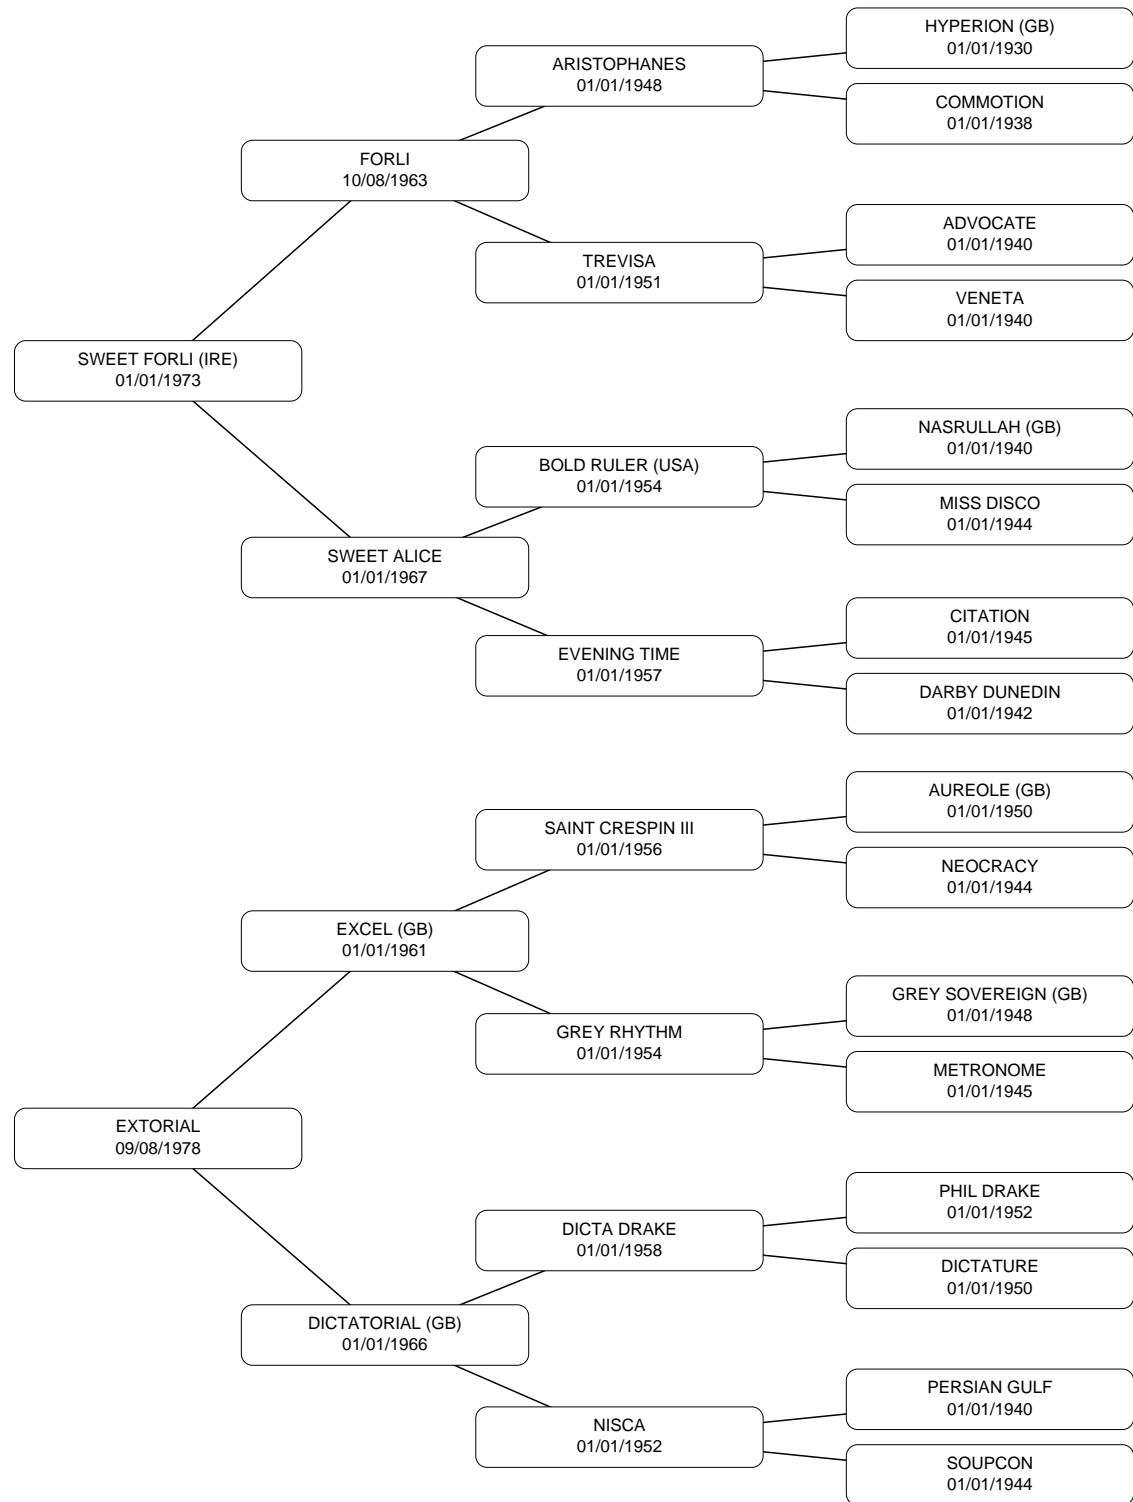 HYPERION (GB)
01/01/1930
ARISTOPHANES
01/01/1948
COMMOTION
01/01/1938
FORLI
10/08/1963
ADVOCATE
01/01/1940
TREVISA
01/01/1951
VENETA
01/01/1940
SWEET FORLI (IRE)
01/01/1973
NASRULLAH (GB)
01/01/1940
BOLD RULER (USA)
01/01/1954
MISS DISCO
01/01/1944
SWEET ALICE
01/01/1967
CITATION
01/01/1945
EVENING TIME
01/01/1957
DARBY DUNEDIN
01/01/1942
AUREOLE (GB)
01/01/1950
SAINT CRESPIN III
01/01/1956
NEOCRACY
01/01/1944
EXCEL (GB)
01/01/1961
GREY SOVEREIGN (GB)
01/01/1948
GREY RHYTHM
01/01/1954
METRONOME
01/01/1945
EXTORIAL
09/08/1978
PHIL DRAKE
01/01/1952
DICTA DRAKE
01/01/1958
DICTATURE
01/01/1950
DICTATORIAL (GB)
01/01/1966
PERSIAN GULF
01/01/1940
NISCA
01/01/1952
SOUPCON
01/01/1944